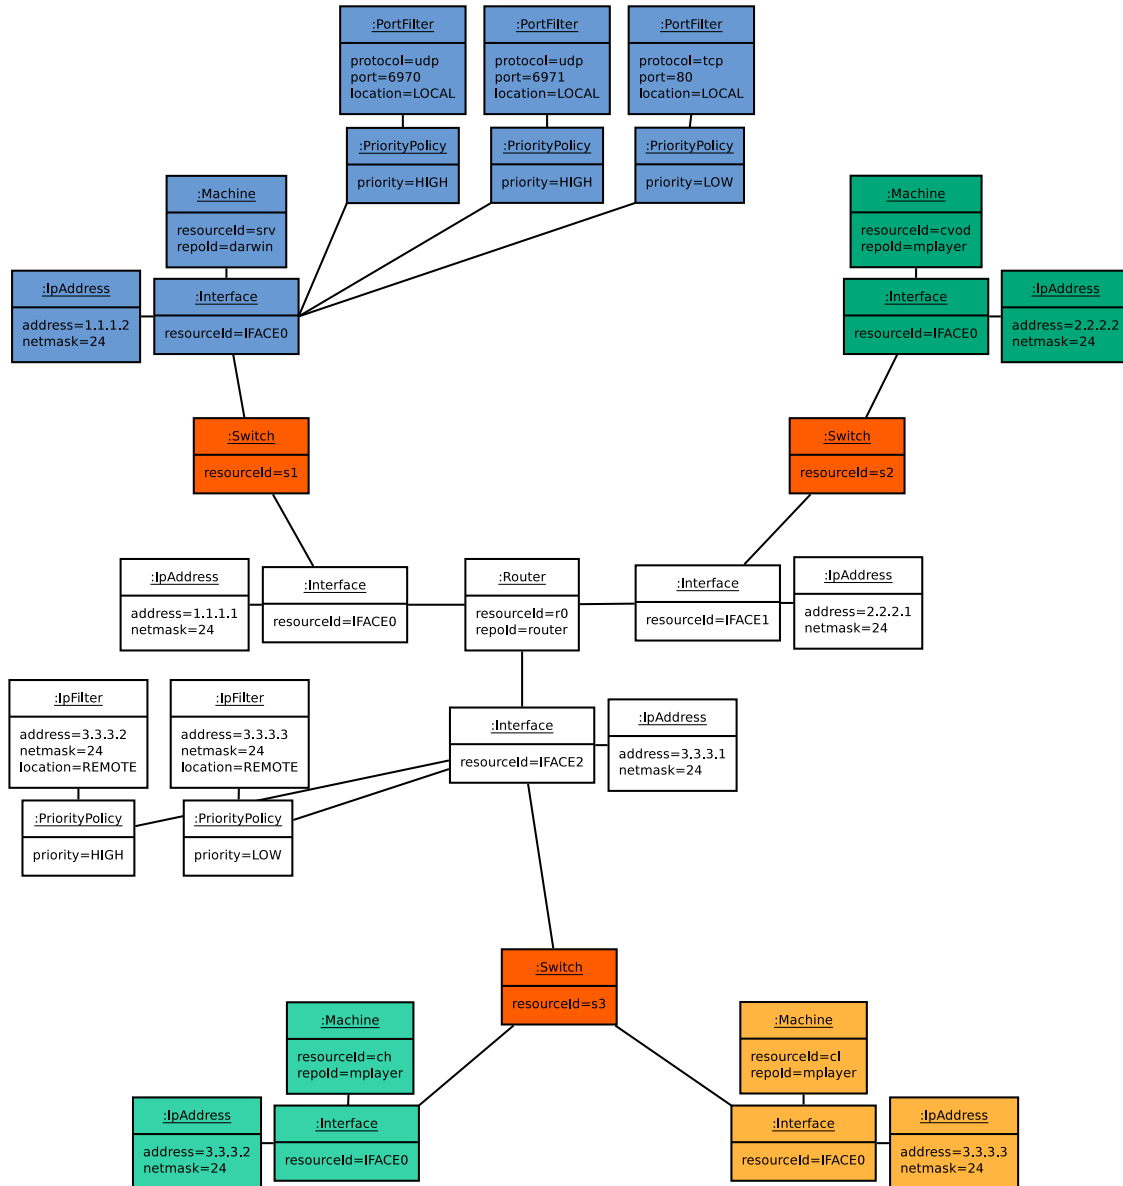 :PortFilter
protocol=udp
port=6970
location=LOCAL
:PortFilter
protocol=udp
port=6971
location=LOCAL
:PortFilter
protocol=tcp
port=80
location=LOCAL
:PriorityPolicy
priority=HIGH
:PriorityPolicy
priority=HIGH
:PriorityPolicy
priority=LOW
:Machine
resourceId=srv
repoId=darwin
:Machine
resourceId=cvod
repoId=mplayer
:IpAddress
address=1.1.1.2
netmask=24
:Interface
resourceId=IFACE0
:Interface
resourceId=IFACE0
:IpAddress
address=2.2.2.2
netmask=24
:Switch
resourceId=s1
:Switch
resourceId=s2
:IpAddress
address=1.1.1.1
netmask=24
:Interface
resourceId=IFACE0
:Router
resourceId=r0
repoId=router
:Interface
resourceId=IFACE1
:IpAddress
address=2.2.2.1
netmask=24
:IpFilter
address=3.3.3.2
netmask=24
location=REMOTE
:IpFilter
address=3.3.3.3
netmask=24
location=REMOTE
:Interface
resourceId=IFACE2
:IpAddress
address=3.3.3.1
netmask=24
:PriorityPolicy
priority=HIGH
:PriorityPolicy
priority=LOW
:Switch
resourceId=s3
:Machine
resourceId=ch
repoId=mplayer
:Machine
resourceId=cl
repoId=mplayer
:IpAddress
address=3.3.3.2
netmask=24
:Interface
resourceId=IFACE0
:Interface
resourceId=IFACE0
:IpAddress
address=3.3.3.3
netmask=24